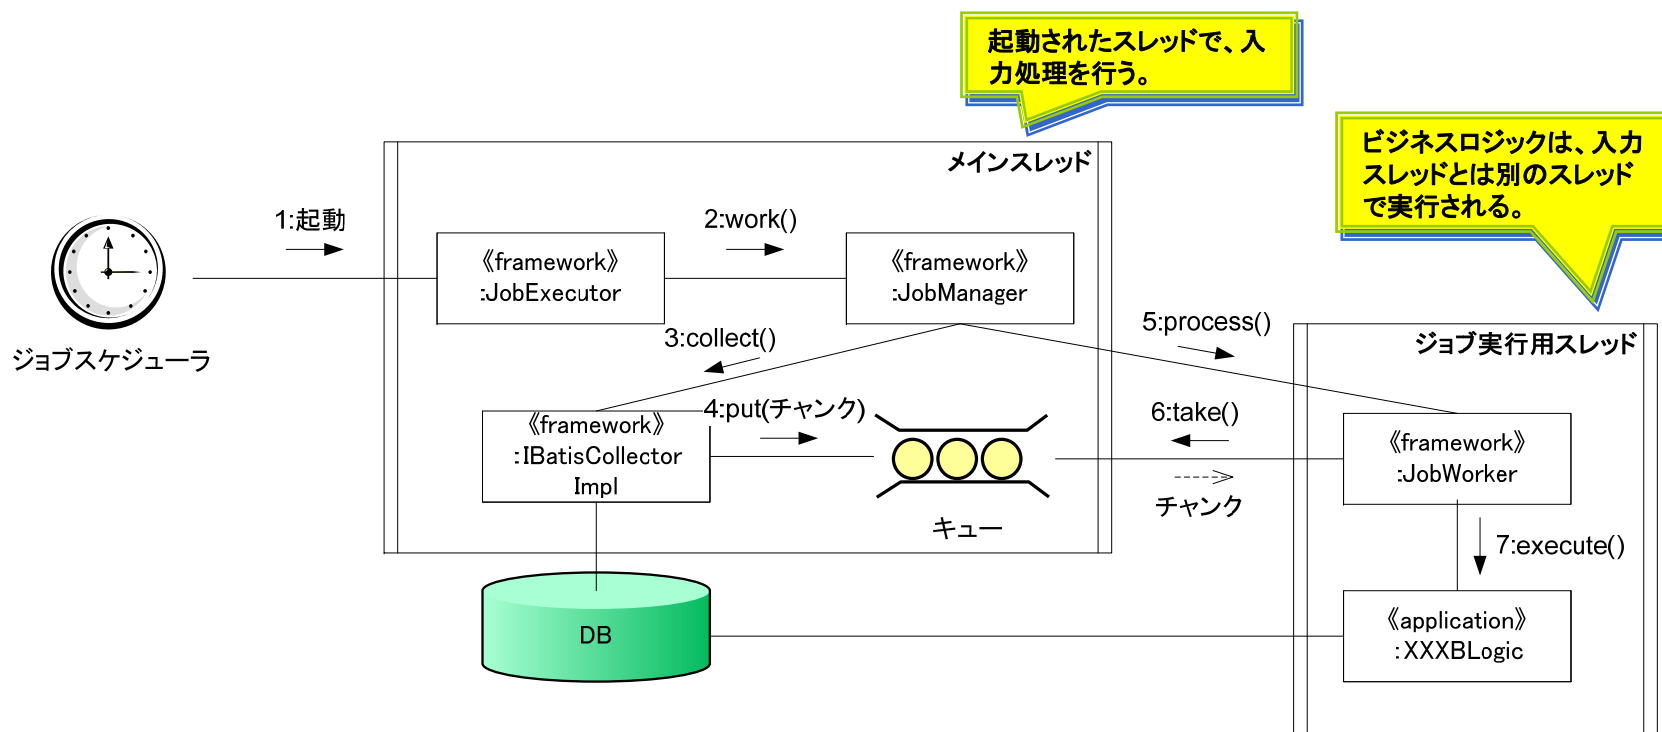 起動されたスレッドで、入
力処理を行う。
ビジネスロジックは、入力
スレッドとは別のスレッド
で実行される。
メインスレッド
1:起動
2:work()
《framework》
:JobExecutor
《framework》
:JobManager
ジョブスケジューラ
3:collect()
5:process()
ジョブ実行用スレッド
4:put(チャンク)
6:take()
《framework》
:IBatisCollector
Impl
《framework》
:JobWorker
チャンク
キュー
7:execute()
DB
《application》
:XXXBLogic